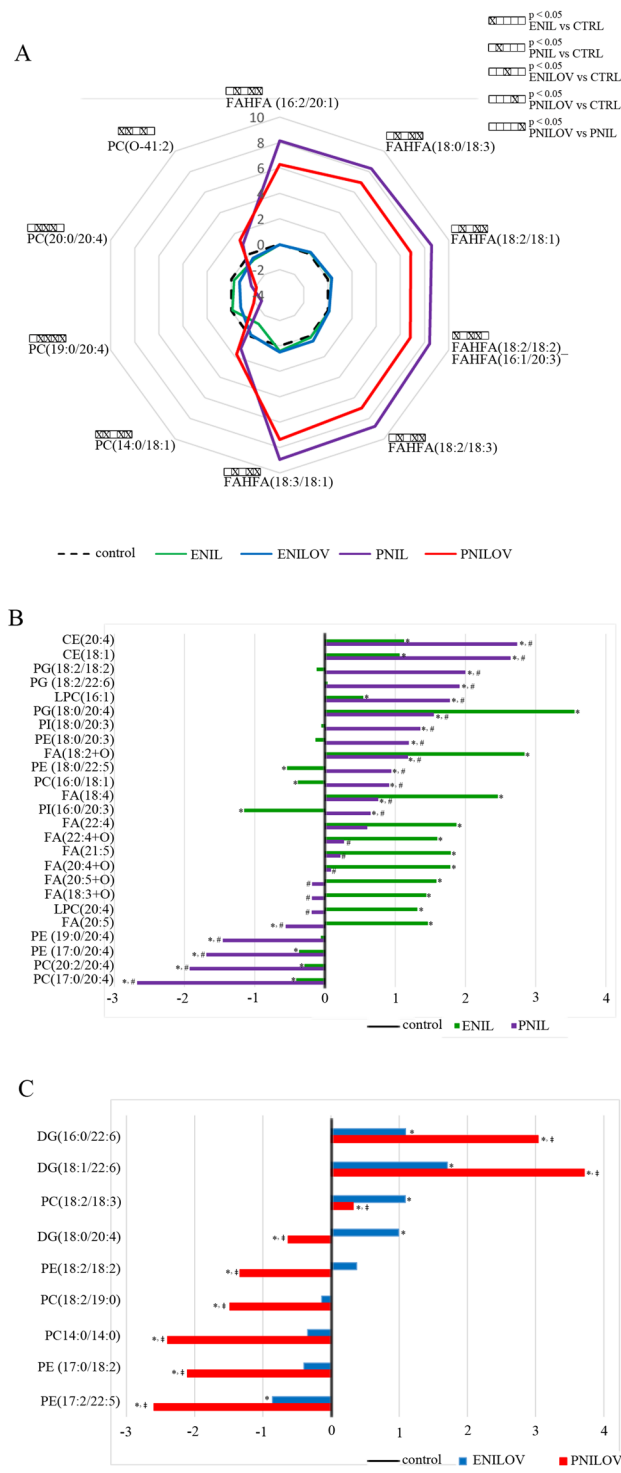 A
p < 0.05
ENIL vs CTRL
p < 0.05
PNIL vs CTRL
p < 0.05
ENILOV vs CTRL
p < 0.05
PNILOV vs CTRL
p < 0.05
PNILOV vs PNIL
FAHFA (16:2/20:1)
FAHFA(18:0/18:3)
FAHFA(18:2/18:1)
FAHFA(18:2/18:2)
FAHFA(16:1/20:3)_
FAHFA(18:2/18:3)
FAHFA(18:3/18:1)
PC(14:0/18:1)
PC(19:0/20:4)
PC(20:0/20:4)
PC(O-41:2)
10
8
6
4
2
0
-2
control
ENIL
ENILOV
PNIL
PNILOV
B
CE(20:4) * *, #
CE(18:1) * *, #
PG(18:2/18:2) *, #
PG (18:2/22:6) *, #
LPC(16:1) * *, #
PG(18:0/20:4) * *, #
PI(18:0/20:3) *, #
PE(18:0/20:3) *, #
FA(18:2+O) * *, #
PE (18:0/22:5) * *, #
PC(16:0/18:1) * *, #
FA(18:4) * *, #
PI(16:0/20:3) * *, #
FA(22:4) *
FA(22:4+O) * #
FA(21:5) * #
FA(20:4+O) * #
FA(20:5+O) # *
FA(18:3+O) # *
LPC(20:4) # *
FA(20:5) *, # *
PE (19:0/20:4) *, #
PE (17:0/20:4) *, # *
PC(20:2/20:4) *, # *
PC(17:0/20:4) *, # *
-3 -2 -1 0 1 2 3 4
control ENIL PNIL
C
DG(16:0/22:6) * *, ‡
DG(18:1/22:6) * *, ‡
PC(18:2/18:3) * *, ‡
DG(18:0/20:4) *, ‡ *
PE(18:2/18:2) *, ‡
PC(18:2/19:0) *, ‡
PC14:0/14:0) *, ‡
PE (17:0/18:2) *, ‡
PE(17:2/22:5) *, ‡ *
-3 -2 -1 0 1 2 3 4
control ENILOV PNILOV